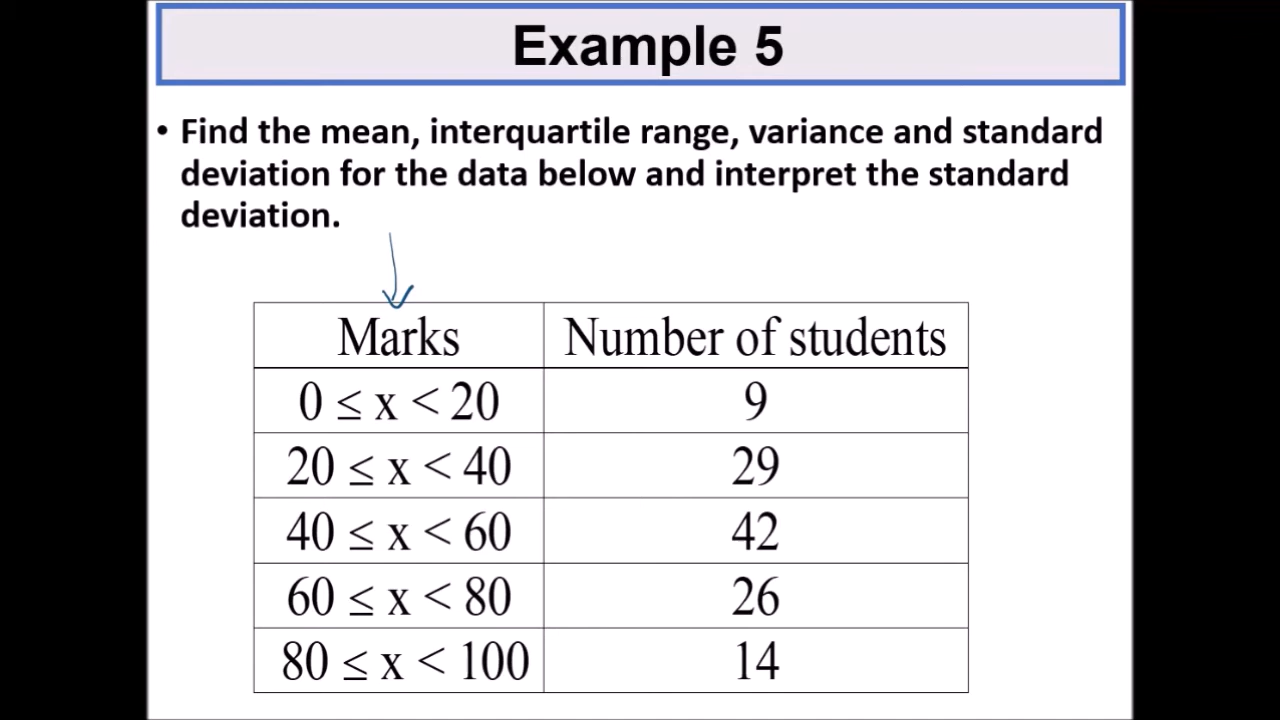 Example 5
• Find the mean, interquartile range, variance and standard
deviation for the data below and interpret the standard
deviation.
Marks Number of students
0 ≤ x < 20 9
20 ≤ x < 40 29
40 ≤ x < 60 42
60 ≤ x < 80 26
80 ≤ x < 100 14